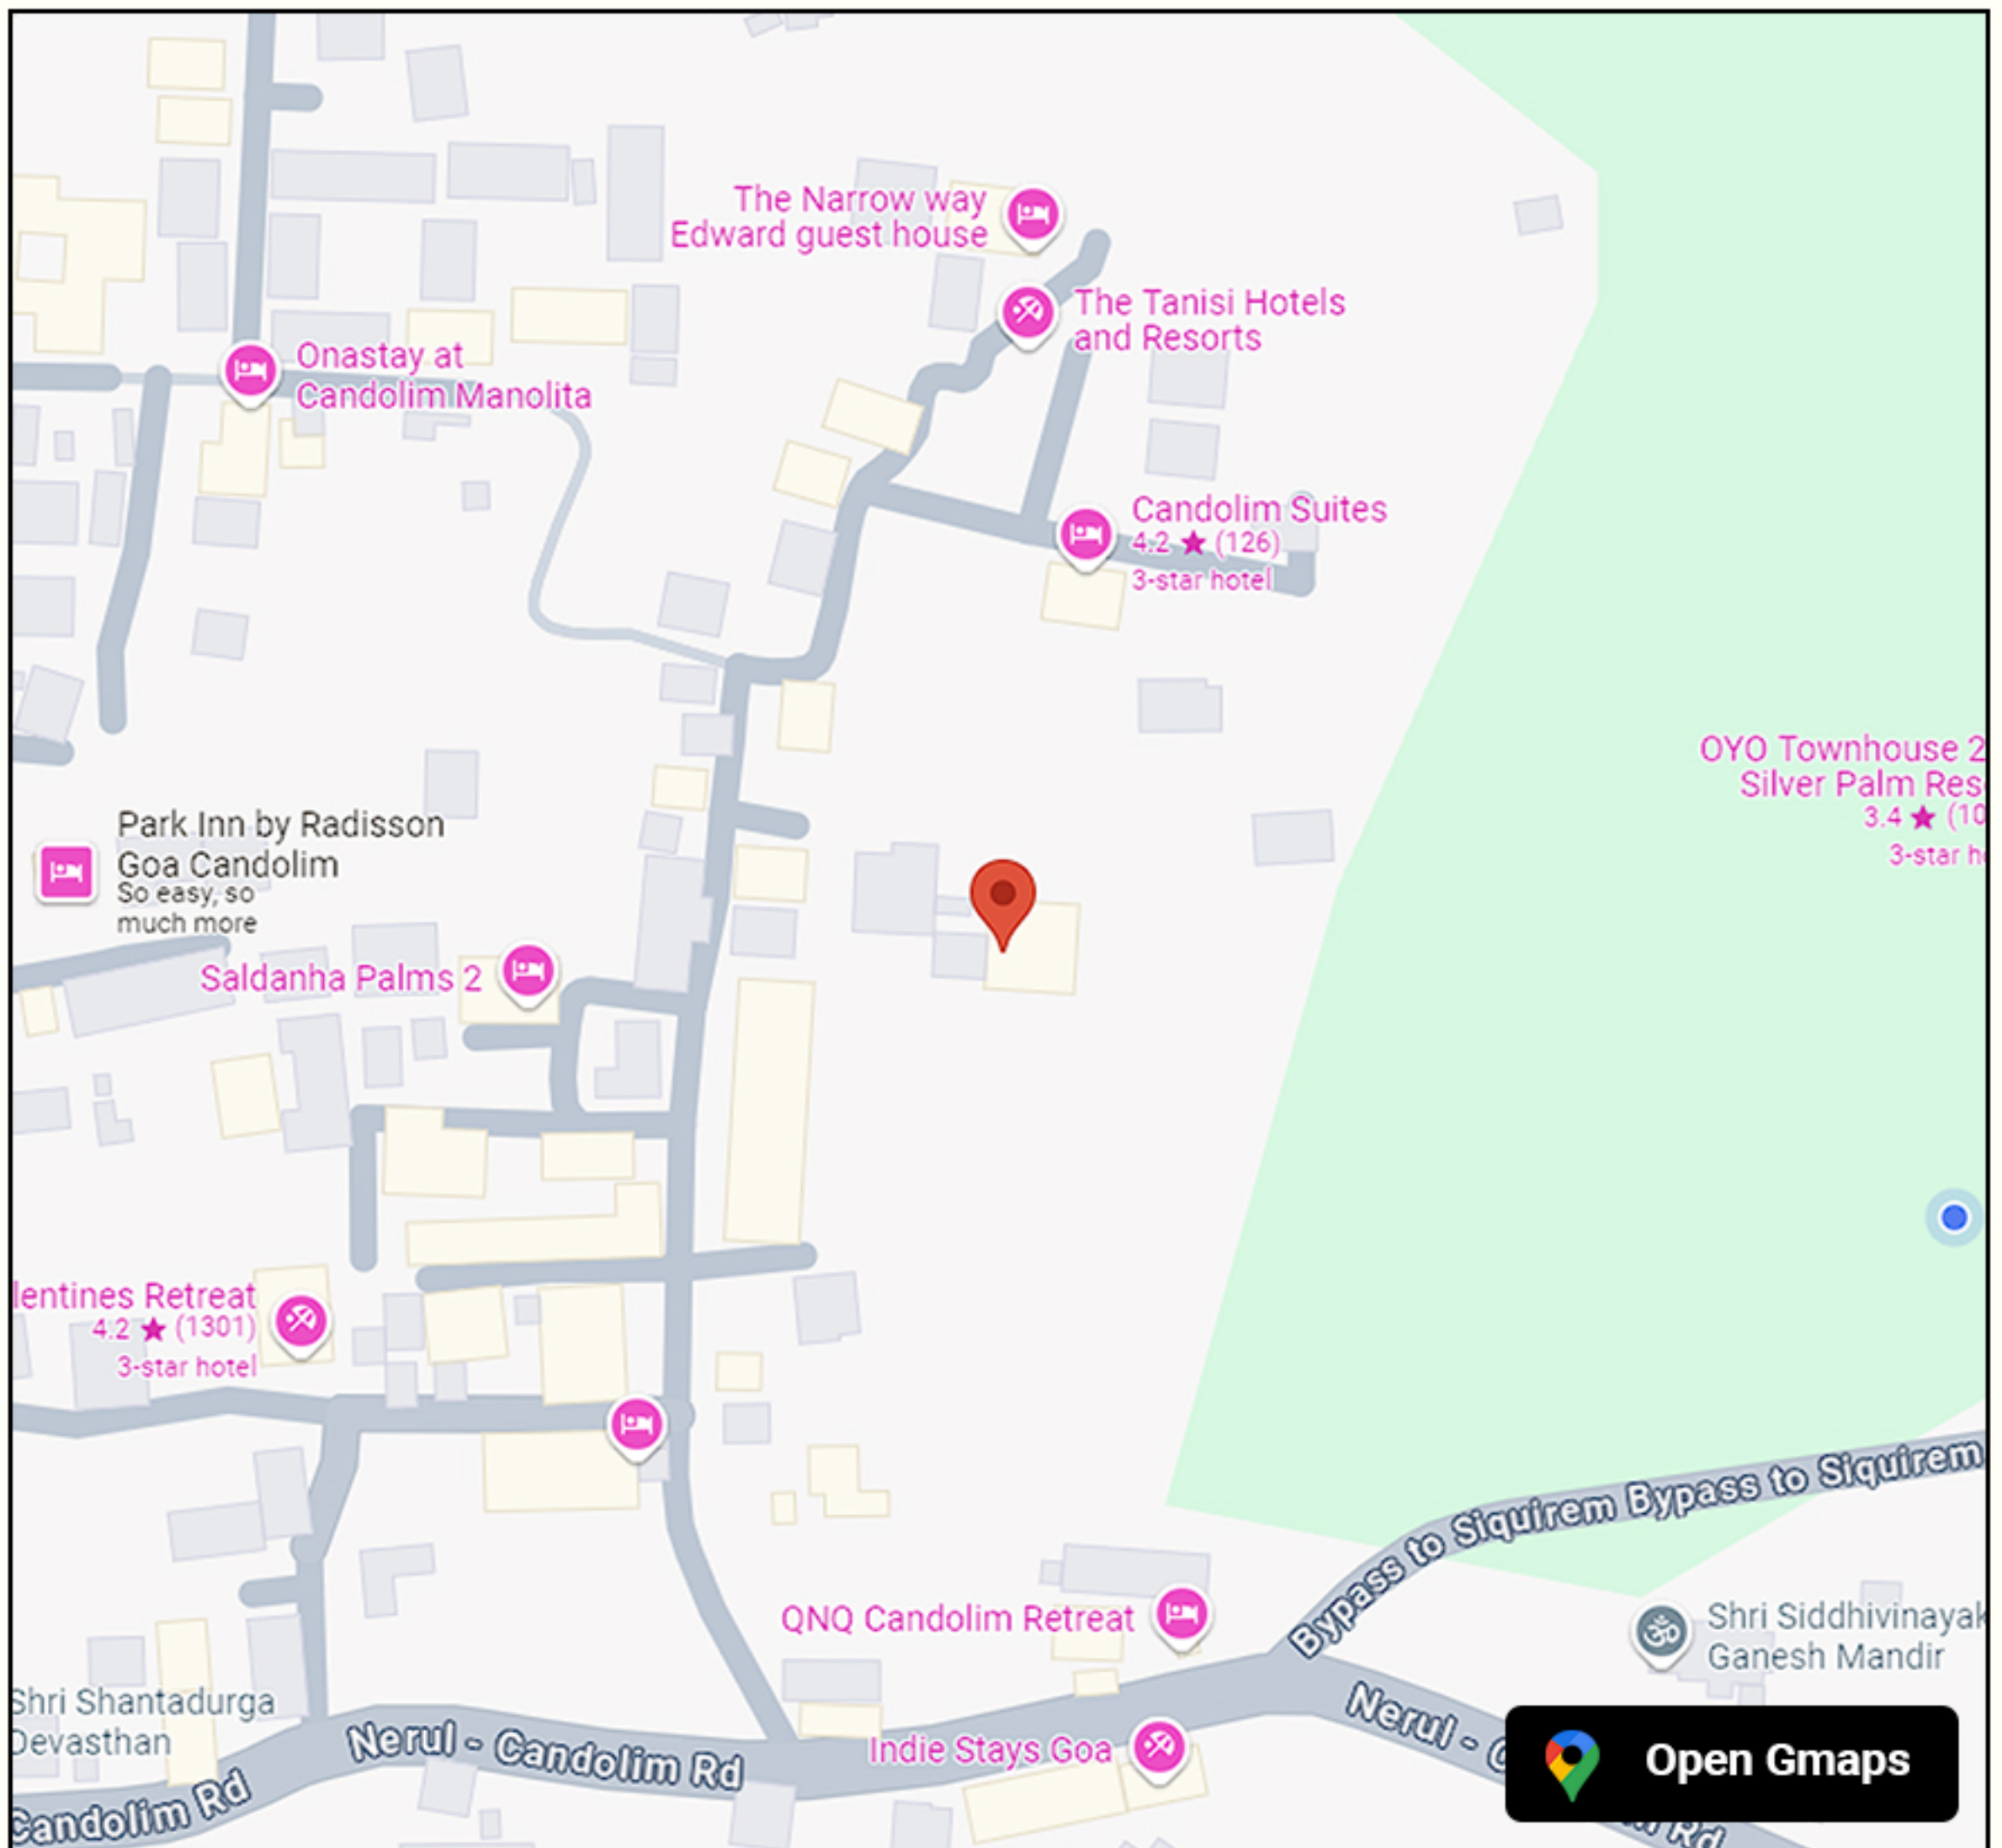 The Narrow way
Edward guest house
The Tanisi Hotels
and Resorts
Onastay at
Candolim Manolita
Candolim Suites
4.2 ★ (126)
3-star hotel
OYO Townhouse 2
Silver Palm Res
3.4 ★ (10
3-star h
Park Inn by Radisson
Goa Candolim
So easy, so
much more
Saldanha Palms 2
lentines Retreat
4.2 ★ (1301)
3-star hotel
Bypass to Siquirem Bypass to Siquirem
QNQ Candolim Retreat
Shri Siddhivinayak
Ganesh Mandir
Shri Shantadurga
Devasthan
Nerul - Candolim Rd
Nerul -
Indie Stays Goa
Open Gmaps
Candolim Rd
Rd